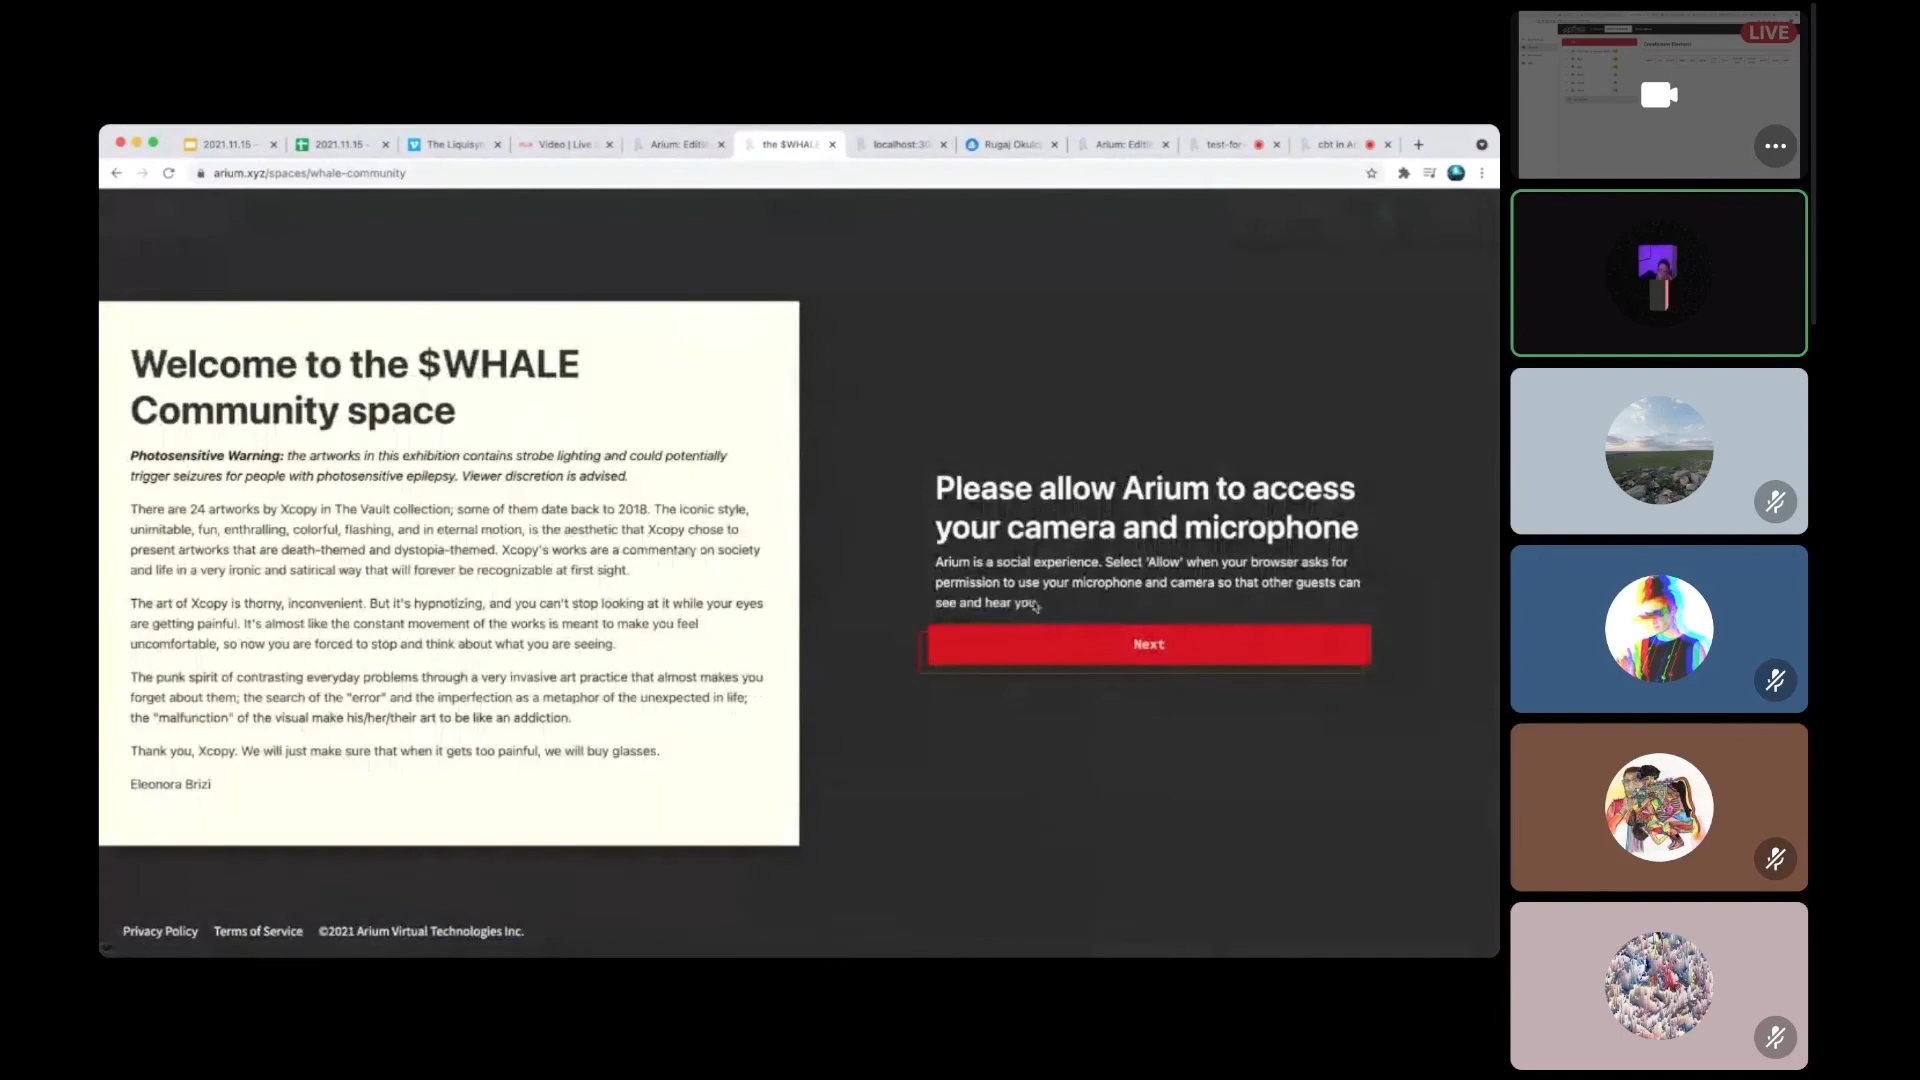 LIVE
2021.11.15 -
2021.11.15 -
The Liquisy
Video | Live
Arium: Editi
the $WHALE
localhost:30
Rugaj Okuko
Arium: Editi
test-for-
cbt in A
arium.xyz/spaces/whale-community
Welcome to the $WHALE
Community space
Photosensitive Warning: the artworks in this exhibition contains strobe lighting and could potentially
trigger seizures for people with photosensitive epilepsy. Viewer discretion is advised.
There are 24 artworks by Xcopy in The Vault collection; some of them date back to 2018. The iconic style,
unimitable, fun, enthralling, colorful, flashing, and in eternal motion, is the aesthetic that Xcopy chose to
present artworks that are death-themed and dystopia-themed. Xcopy's works are a commentary on society
and life in a very ironic and satirical way that will forever be recognizable at first sight.
The art of Xcopy is thorny, inconvenient. But it's hypnotizing, and you can't stop looking at it while your eyes
are getting painful. It's almost like the constant movement of the works is meant to make you feel
uncomfortable, so now you are forced to stop and think about what you are seeing.
The punk spirit of contrasting everyday problems through a very invasive art practice that almost makes you
forget about them; the search of the "error" and the imperfection as a metaphor of the unexpected in life;
the "malfunction" of the visual make his/her/their art to be like an addiction.
Thank you, Xcopy. We will just make sure that when it gets too painful, we will buy glasses.
Eleonora Brizi
Please allow Arium to access
your camera and microphone
Arium is a social experience. Select 'Allow' when your browser asks for
permission to use your microphone and camera so that other guests can
see and hear you.
Next
Privacy Policy Terms of Service ©2021 Arium Virtual Technologies Inc.